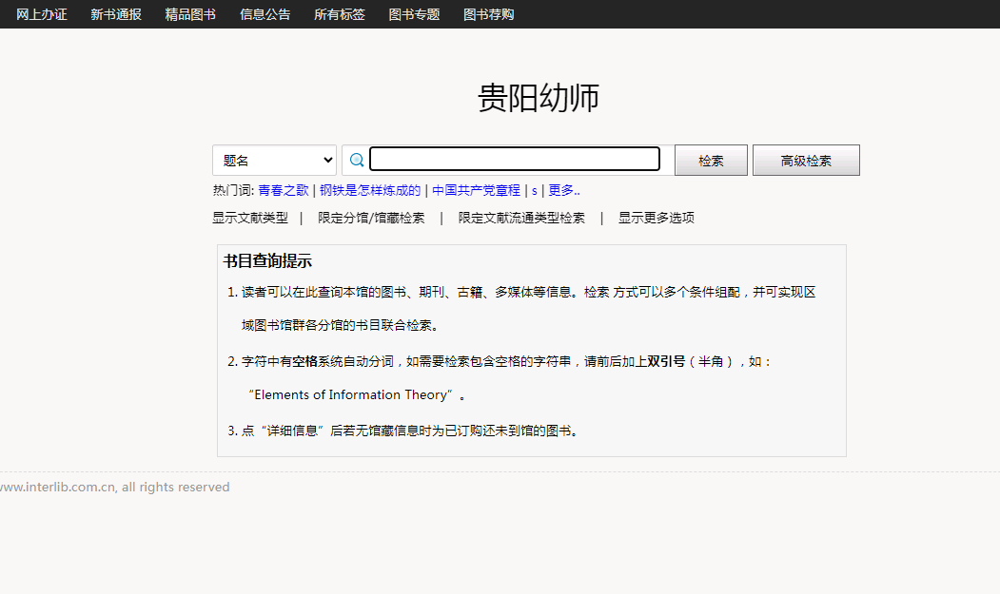 网上办证 新书通报 精品图书 信息公告 所有标签 图书专题 图书荐购
贵阳幼师
题名 检索 高级检索
热门词: 青春之歌 | 钢铁是怎样炼成的 | 中国共产党章程 | s | 更多..
显示文献类型 | 限定分馆/馆藏检索 | 限定文献流通类型检索 | 显示更多选项
书目查询提示
1. 读者可以在此查询本馆的图书、期刊、古籍、多媒体等信息。检索 方式可以多个条件组配，并可实现区
域图书馆群各分馆的书目联合检索。
2. 字符中有空格系统自动分词，如需要检索包含空格的字符串，请前后加上双引号（半角），如：
“Elements of Information Theory”。
3. 点“详细信息”后若无馆藏信息时为已订购还未到馆的图书。
www.interlib.com.cn, all rights reserved